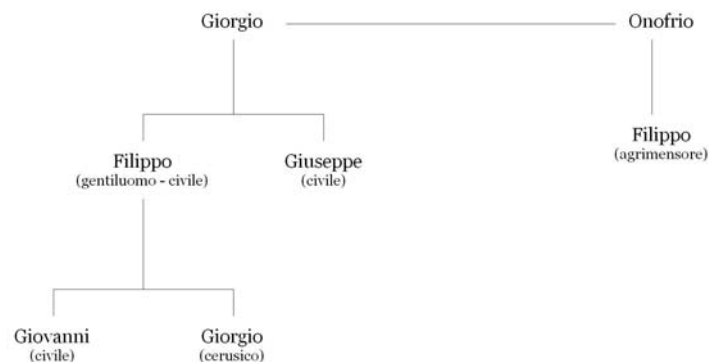 Giorgio
Onofrio
Filippo
(gentiluomo - civile)
Giuseppe
(civile)
Filippo
(agrimensore)
Giovanni
(civile)
Giorgio
(cerusico)